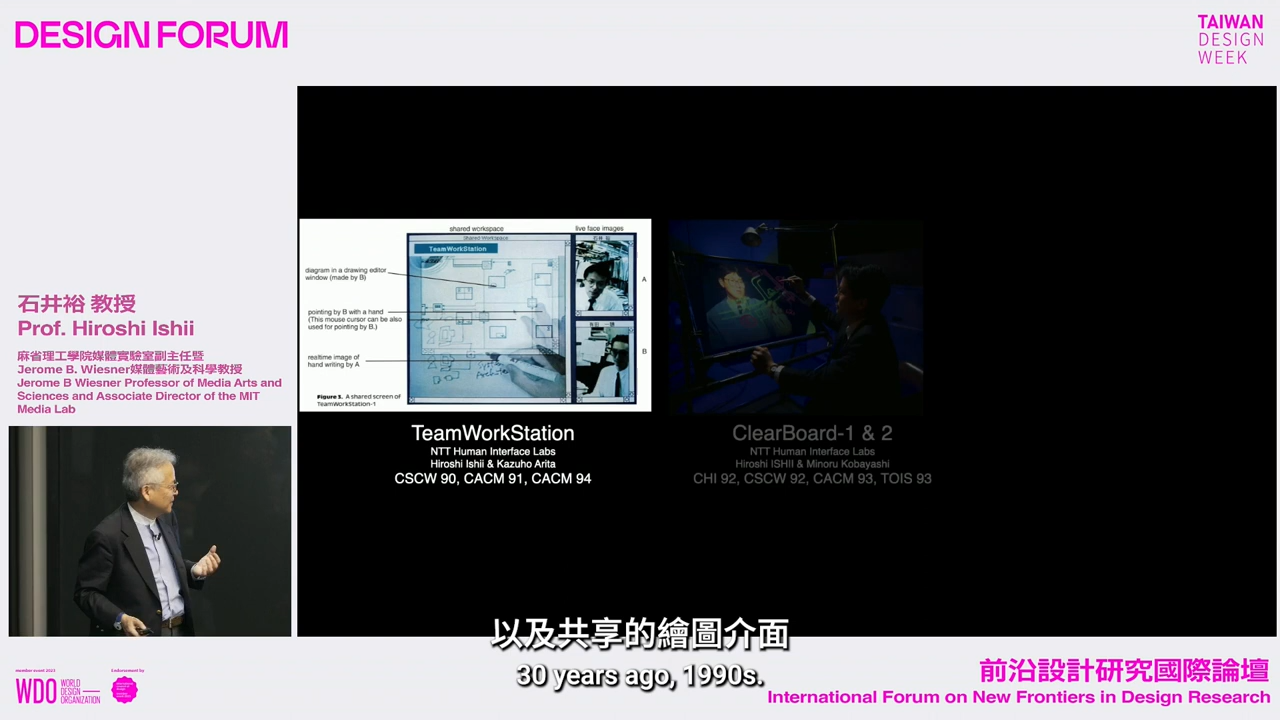 DESIGN FORUM
TAIWAN
DESIGN
WEEK
石井裕 教授
Prof. Hiroshi Ishii
麻省理工學院媒體實驗室副主任暨
Jerome B. Wiesner媒體藝術及科學教授
Jerome B Wiesner Professor of Media Arts and
Sciences and Associate Director of the MIT
Media Lab
shared workspace
live face images
Shared Workspace
TeamWorkStation
diagram in a drawing editor
window (made by B)
pointing by B with a hand
(This mouse cursor can be also
used for pointing by B.)
realtime image of
hand writing by A
A
B
Figure 3. A shared screen of
TeamWorkStation-1
TeamWorkStation
NTT Human Interface Labs
Hiroshi Ishii & Kazuho Arita
CSCW 90, CACM 91, CACM 94
ClearBoard-1 & 2
NTT Human Interface Labs
Hiroshi ISHII & Minoru Kobayashi
CHI 92, CSCW 92, CACM 93, TOIS 93
以及共享的繪圖介面
30 years ago, 1990s.
member event 2023
WDO
WORLD
DESIGN
ORGANIZATION
Endorsement by
前沿設計研究國際論壇
International Forum on New Frontiers in Design Research